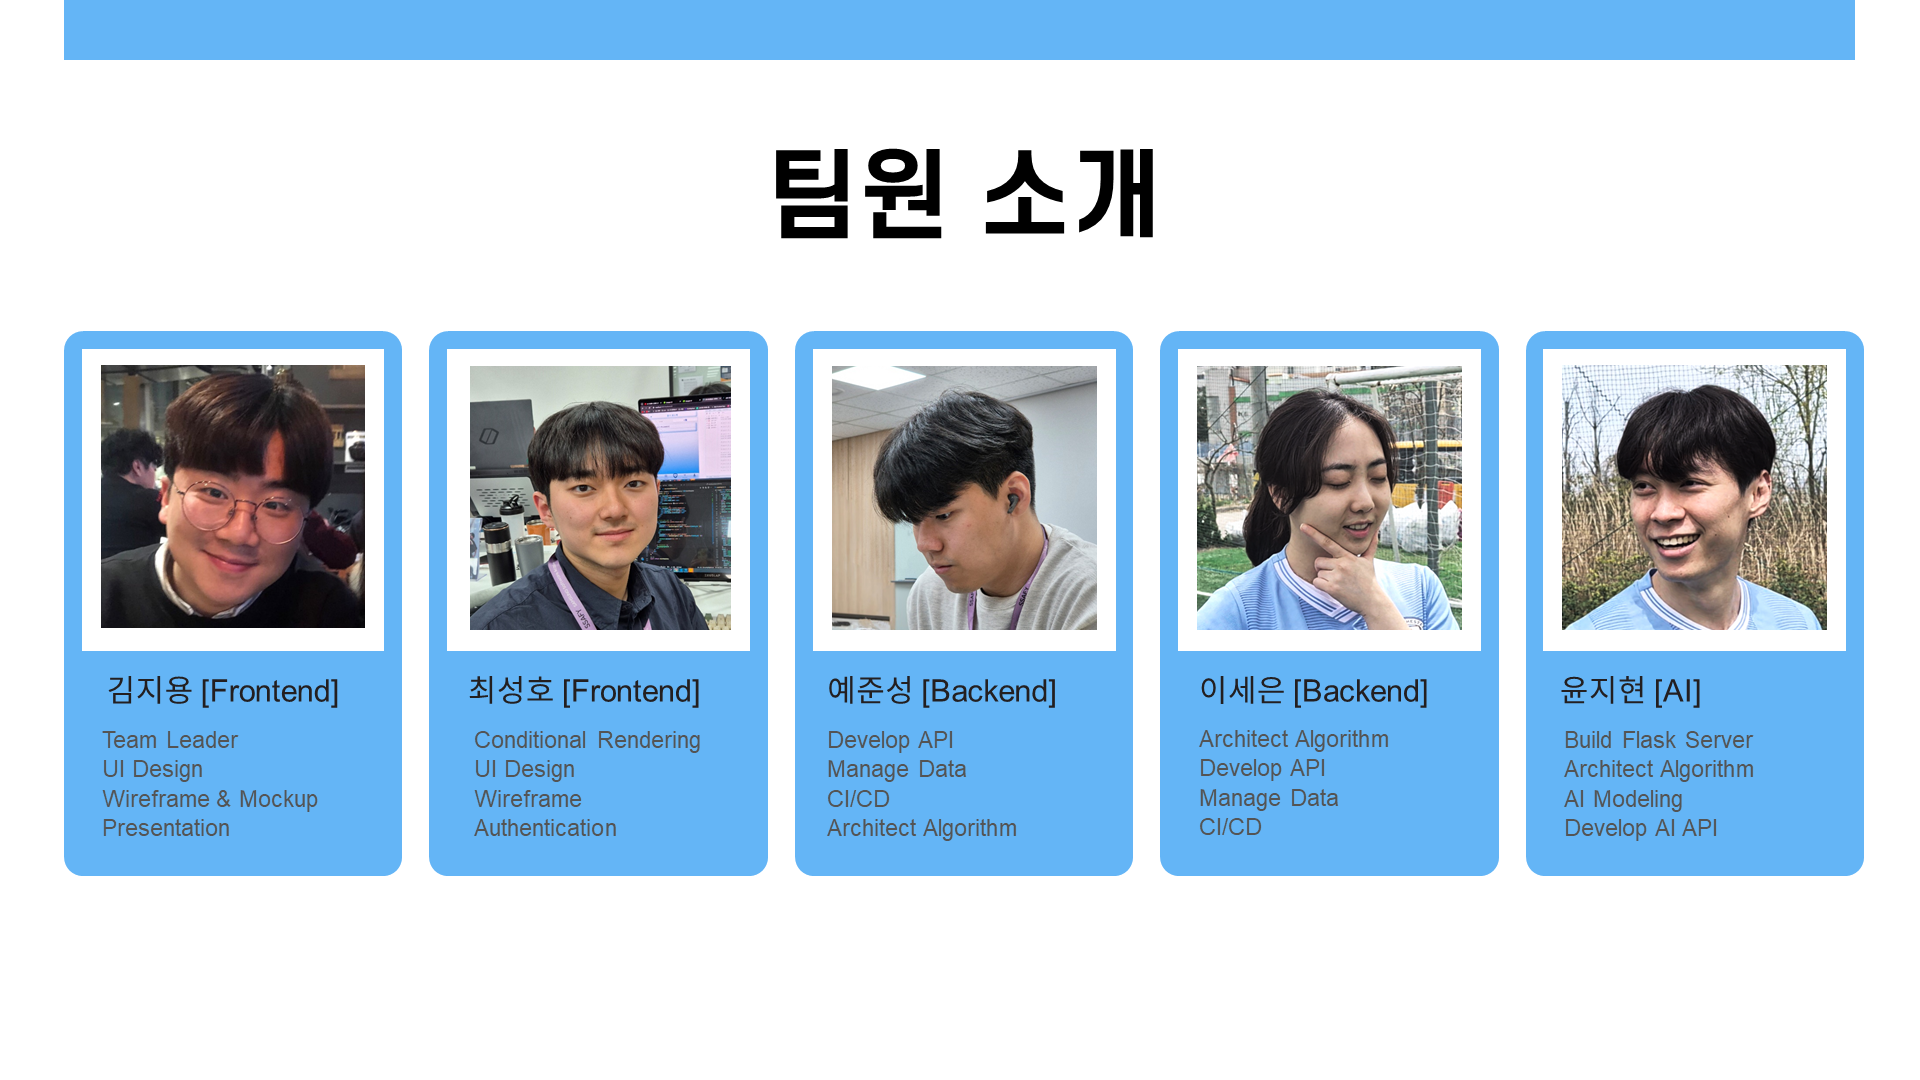 팀원 소개
김지용 [Frontend]
Team Leader
UI Design
Wireframe & Mockup
Presentation
최성호 [Frontend]
Conditional Rendering
UI Design
Wireframe
Authentication
예준성 [Backend]
Develop API
Manage Data
CI/CD
Architect Algorithm
이세은 [Backend]
Architect Algorithm
Develop API
Manage Data
CI/CD
윤지현 [AI]
Build Flask Server
Architect Algorithm
AI Modeling
Develop AI API